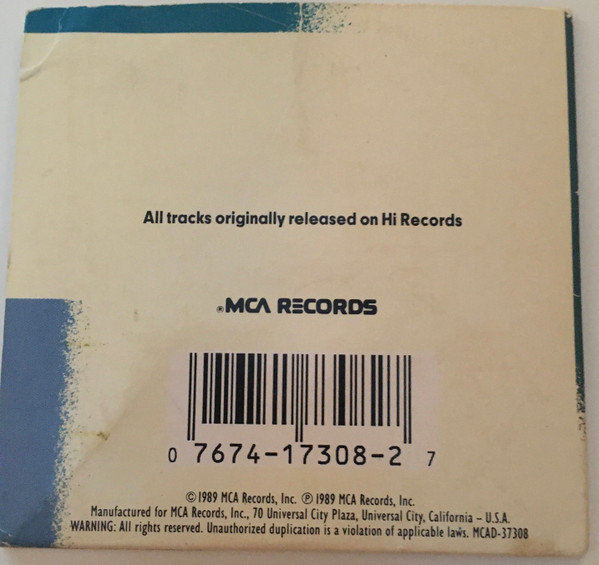 All tracks originally released on Hi Records
®MCA RECORDS
0 7674-17308-2 7
© 1989 MCA Records, Inc. ℗ 1989 MCA Records, Inc.
Manufactured for MCA Records, Inc., 70 Universal City Plaza, Universal City, California – U.S.A.
WARNING: All rights reserved. Unauthorized duplication is a violation of applicable laws. MCAD-37308